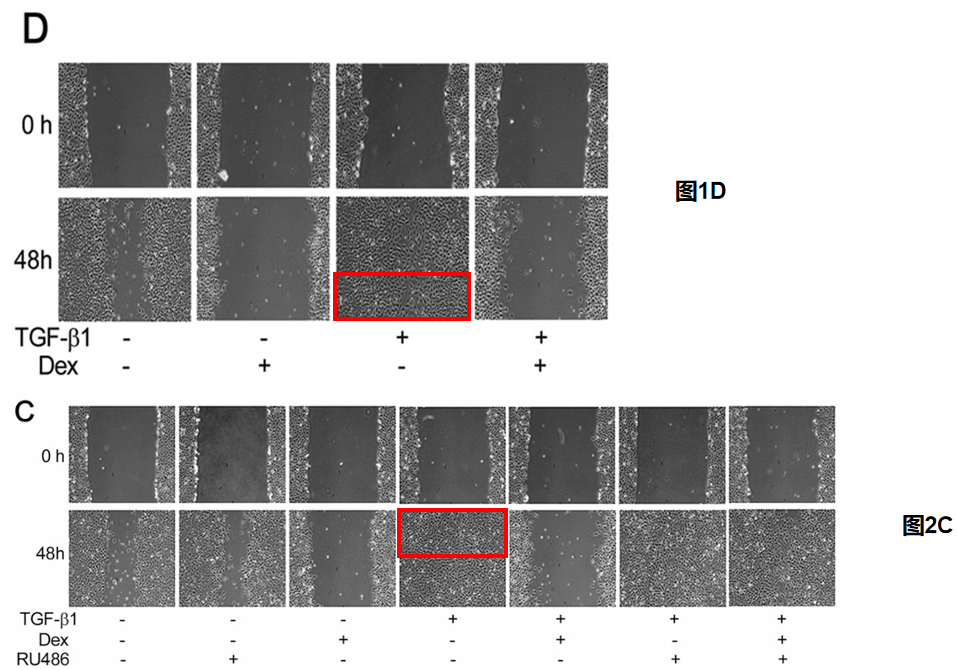 D
0 h
图1D
48h
TGF-β1 - - + +
Dex - + - +
C
0 h
图2C
48h
TGF-β1 - - - + + + +
Dex - - + - + - +
RU486 - + - - - + +